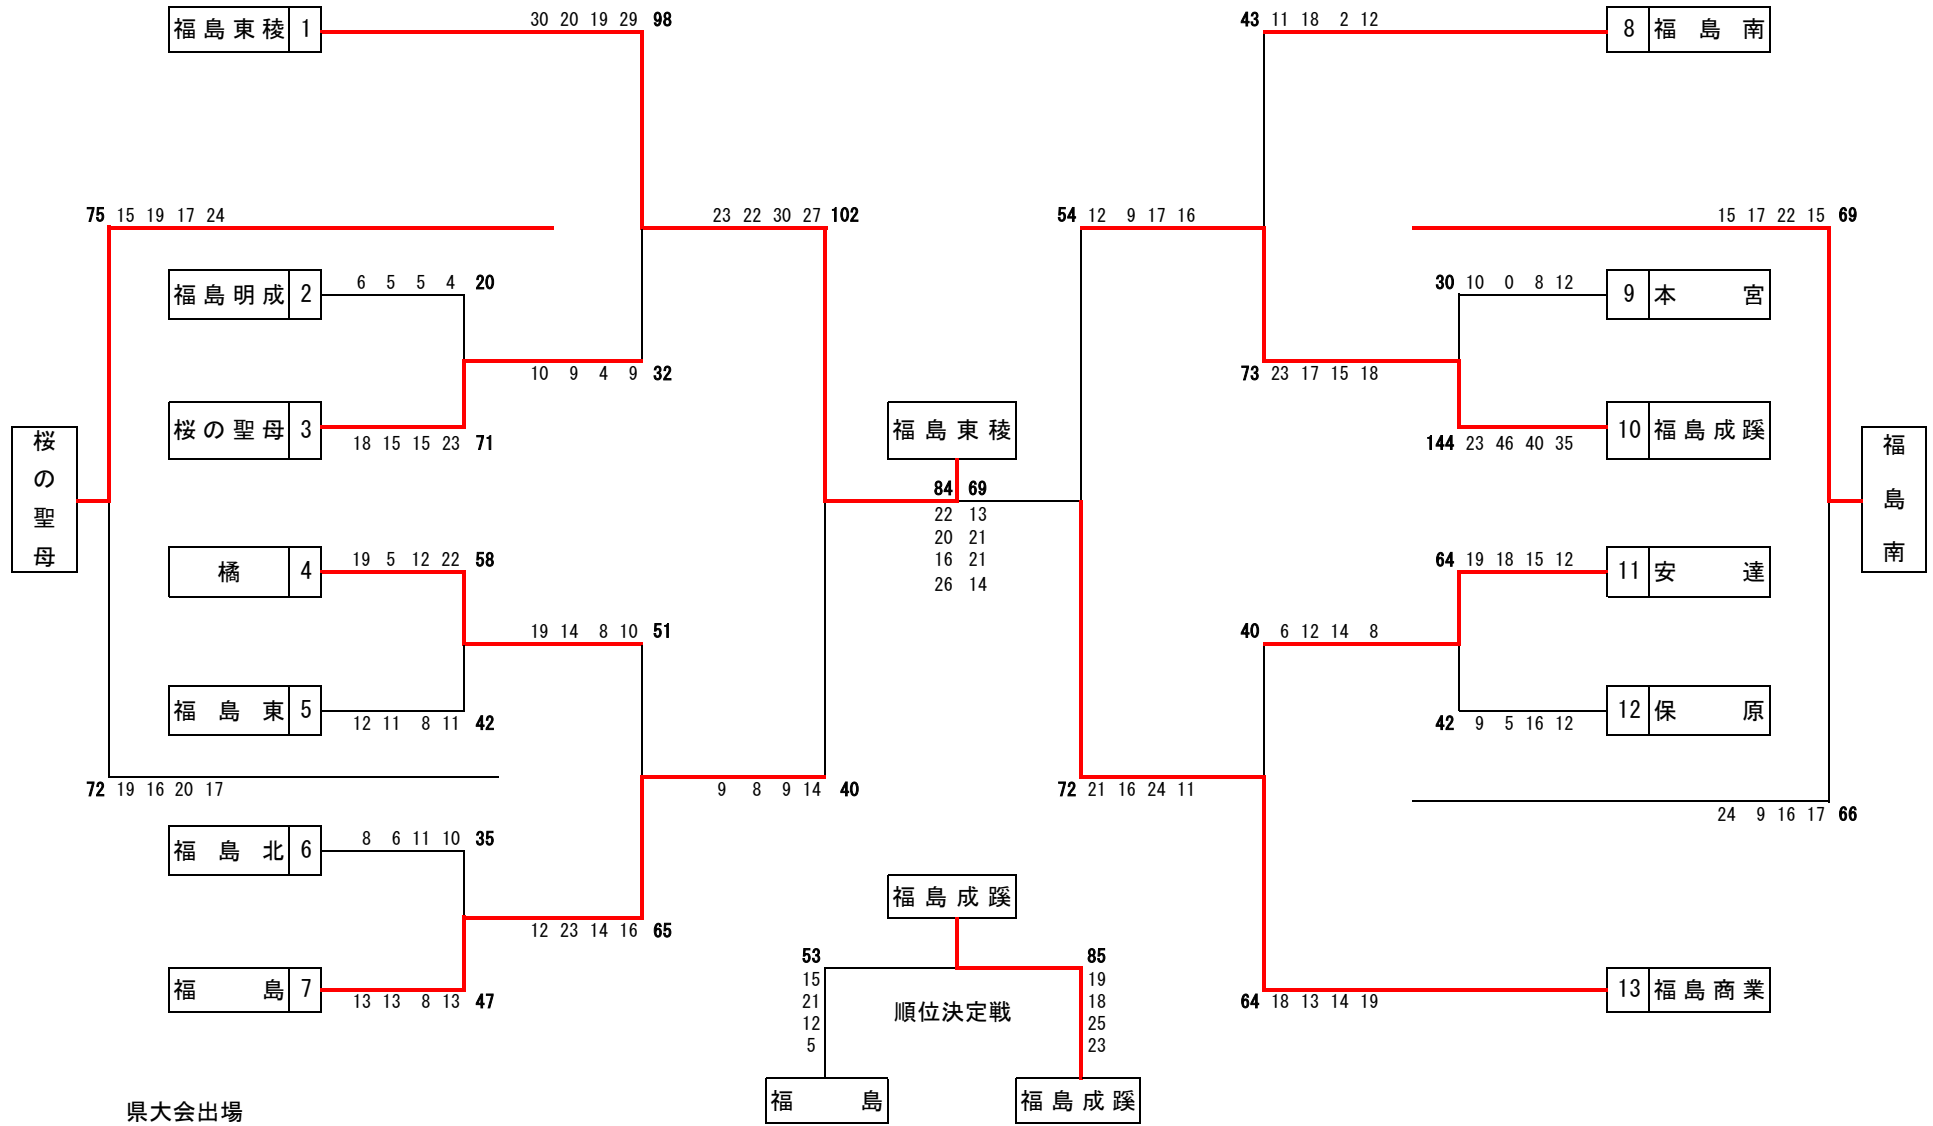 福島東稜 1 30 20 19 29 98
43 11 18 2 12 8 福島南
75 15 19 17 24
23 22 30 27 102
54 12 9 17 16
15 17 22 15 69
福島明成 2 6 5 5 4 20
30 10 0 8 12 9 本宮
10 9 4 9 32
73 23 17 15 18
桜の聖母 3 18 15 15 23 71
福島東稜
144 23 46 40 35 10 福島成蹊
桜の聖母
福島南
84 69
22 13
20 21
16 21
26 14
橘 4 19 5 12 22 58
64 19 18 15 12 11 安達
19 14 8 10 51
40 6 12 14 8
福島東 5 12 11 8 11 42
42 9 5 16 12 12 保原
72 19 16 20 17
9 8 9 14 40
72 21 16 24 11
24 9 16 17 66
福島北 6 8 6 11 10 35
福島成蹊
12 23 14 16 65
福島 7 13 13 8 13 47
64 18 13 14 19 13 福島商業
53 85
15 19
21 18
12 25
5 23
順位決定戦
福島 福島成蹊
県大会出場